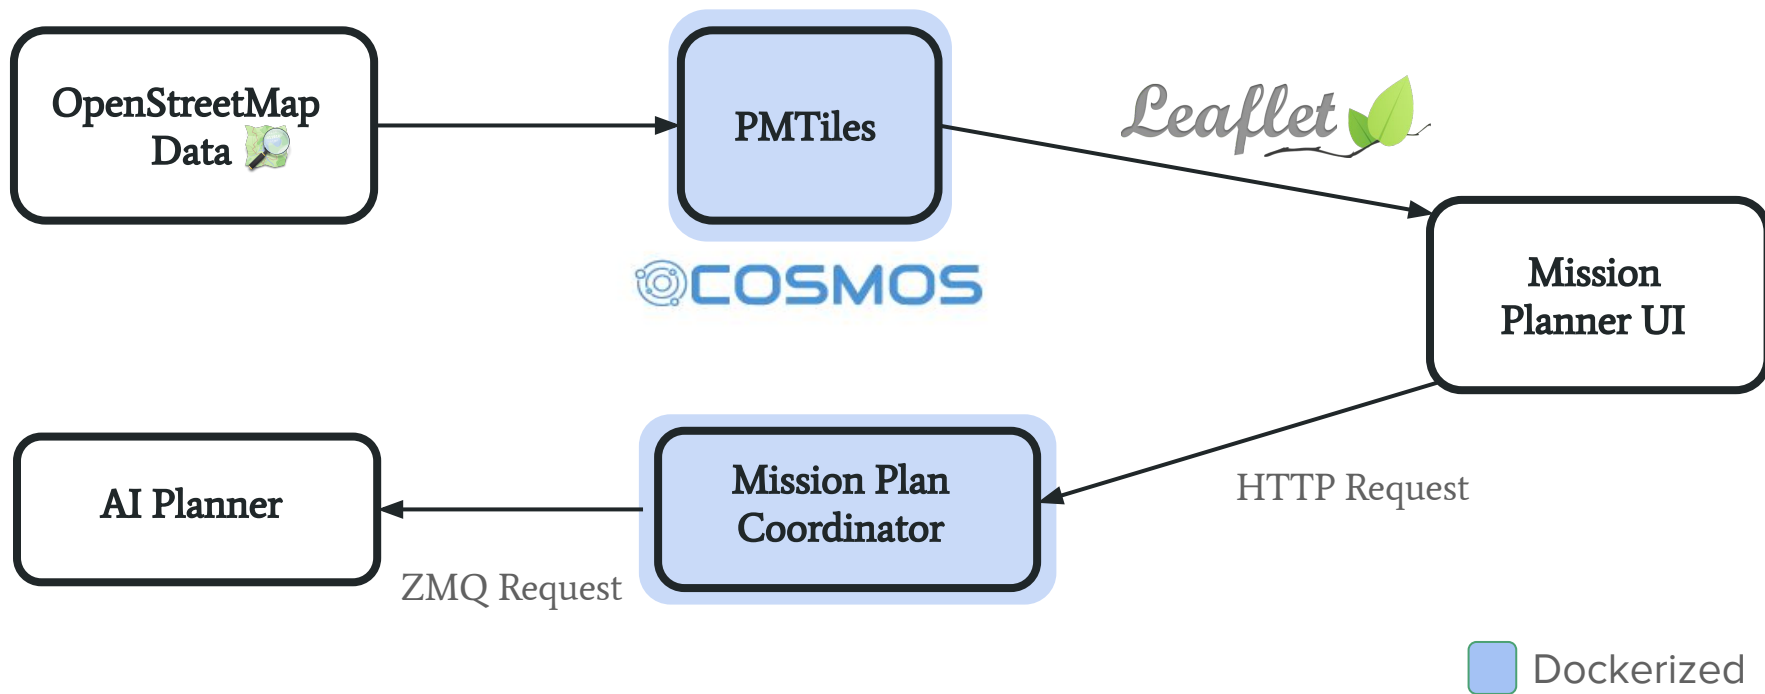 OpenStreetMap
Data
PMTiles
Leaflet
COSMOS
Mission
Planner UI
AI Planner
Mission Plan
Coordinator
HTTP Request
ZMQ Request
Dockerized